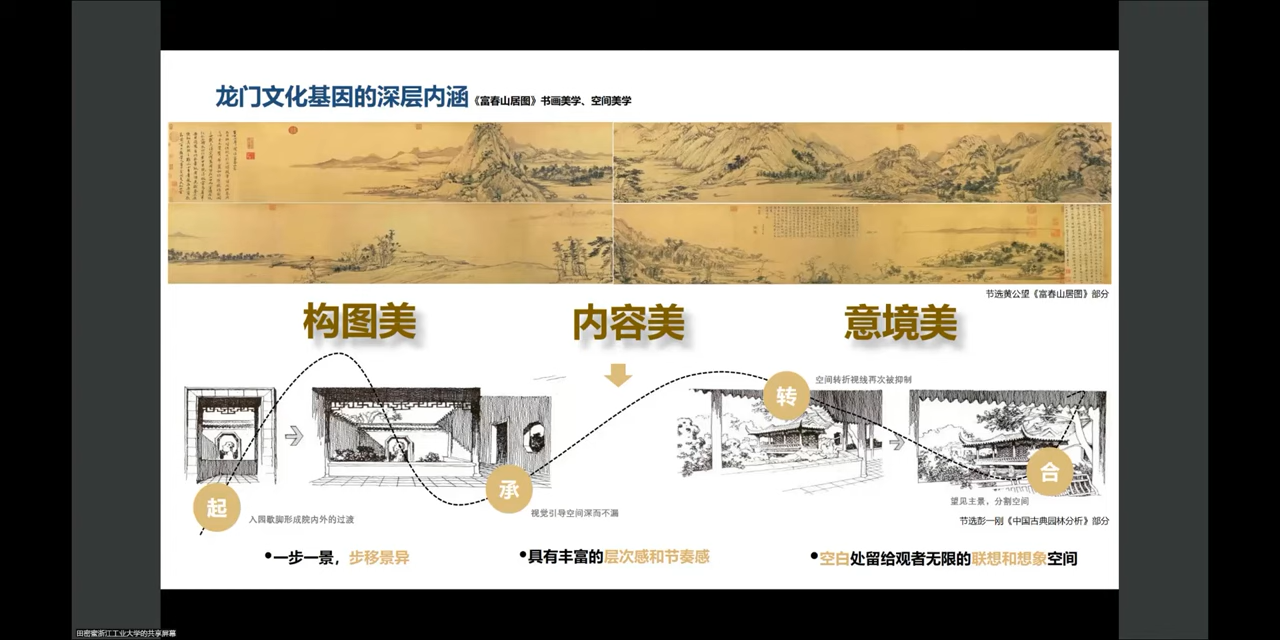 龙门文化基因的深层内涵《富春山居图》书画美学、空间美学
节选黄公望《富春山居图》部分
构图美
内容美
意境美
转
空间转折视线再次被抑制
起
入园歇脚形成院内外的过渡
承
视觉引导空间深而不漏
合
望见主景，分割空间
节选彭一刚《中国古典园林分析》部分
•一步一景，步移景异
•具有丰富的层次感和节奏感
•空白处留给观者无限的联想和想象空间
田密蜜浙江工业大学的共享屏幕